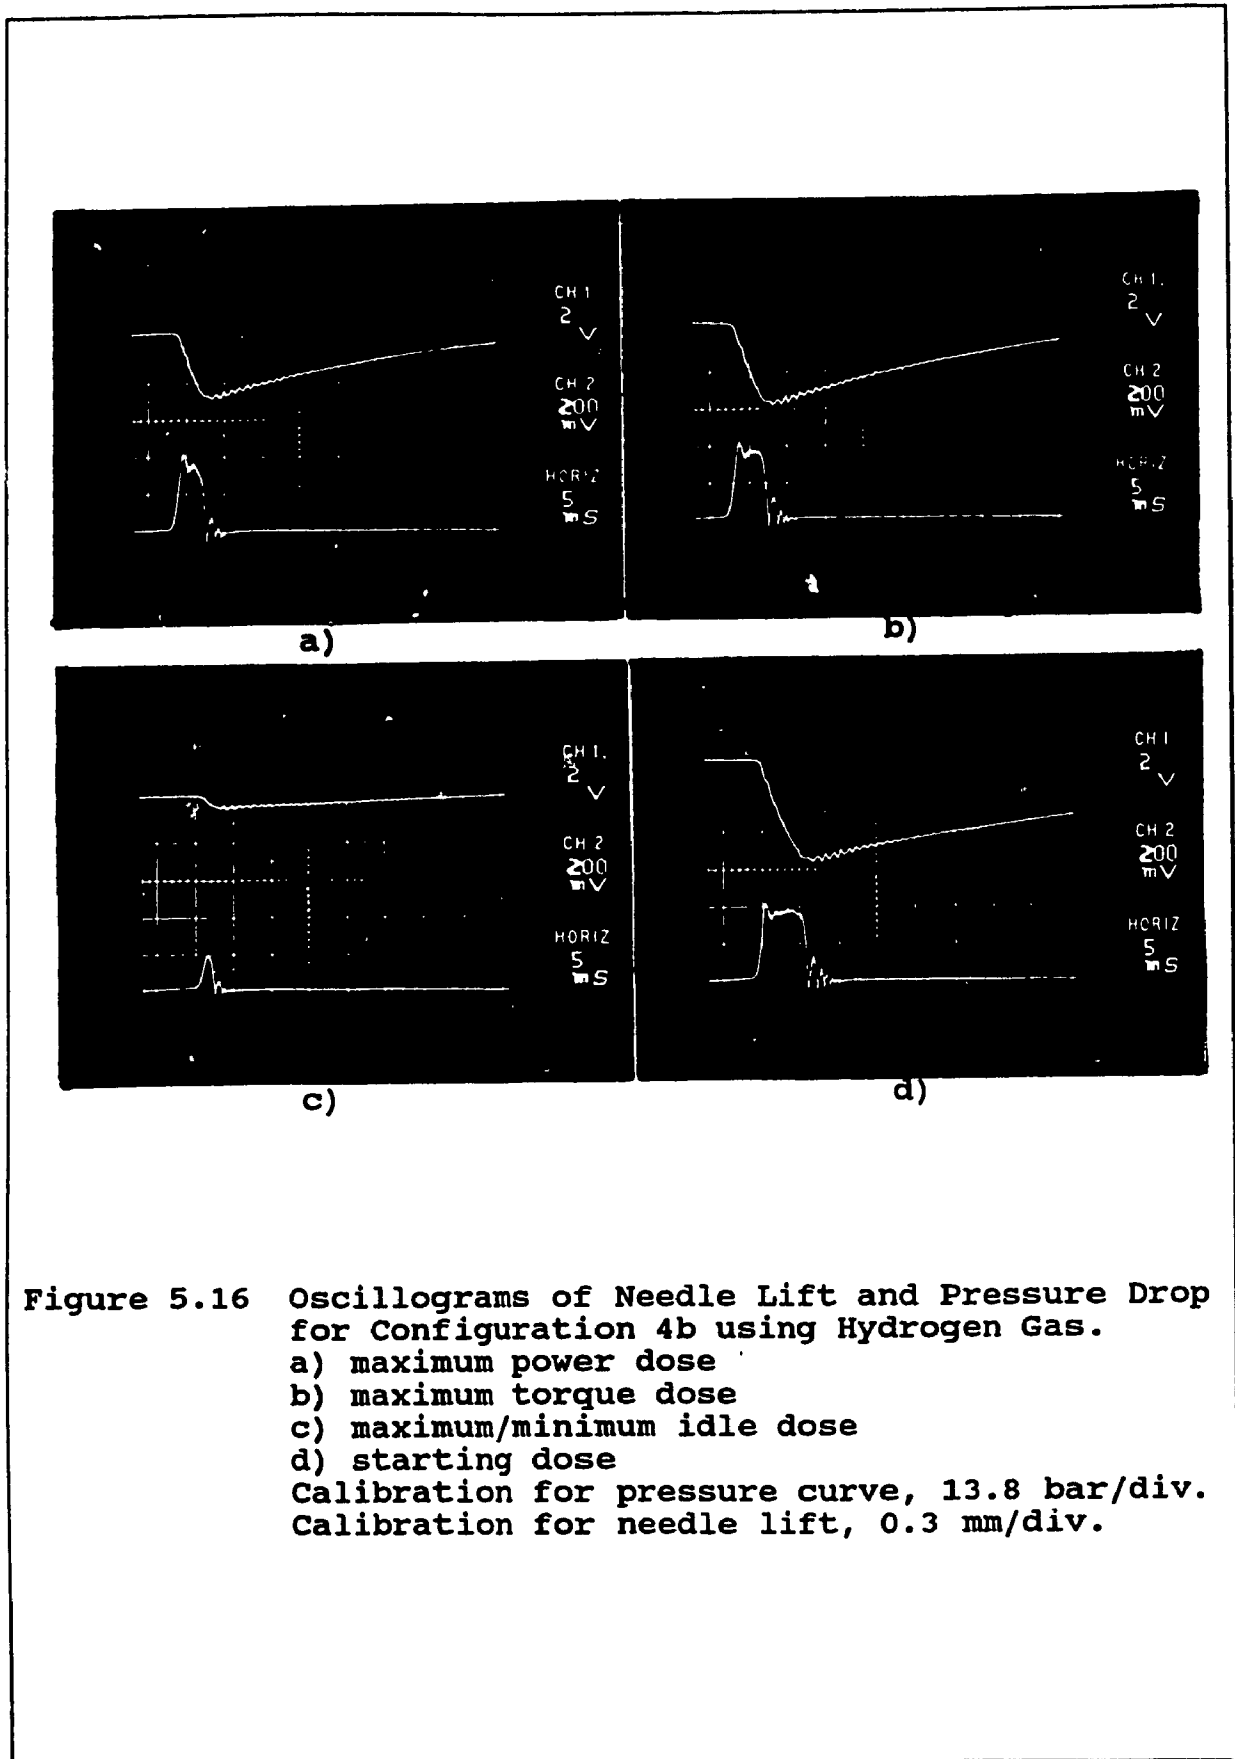 CH 1
2 V
CH 2
200
mV
HORIZ
5
mS
a)
CH 1.
2 V
CH 2
200
mV
HORIZ
5
mS
b)
CH 1.
2 V
CH 2
200
mV
HORIZ
5
mS
c)
CH 1
2 V
CH 2
200
mV
HORIZ
5
mS
d)
Figure 5.16 Oscillograms of Needle Lift and Pressure Drop
for Configuration 4b using Hydrogen Gas.
a) maximum power dose
b) maximum torque dose
c) maximum/minimum idle dose
d) starting dose
Calibration for pressure curve, 13.8 bar/div.
Calibration for needle lift, 0.3 mm/div.